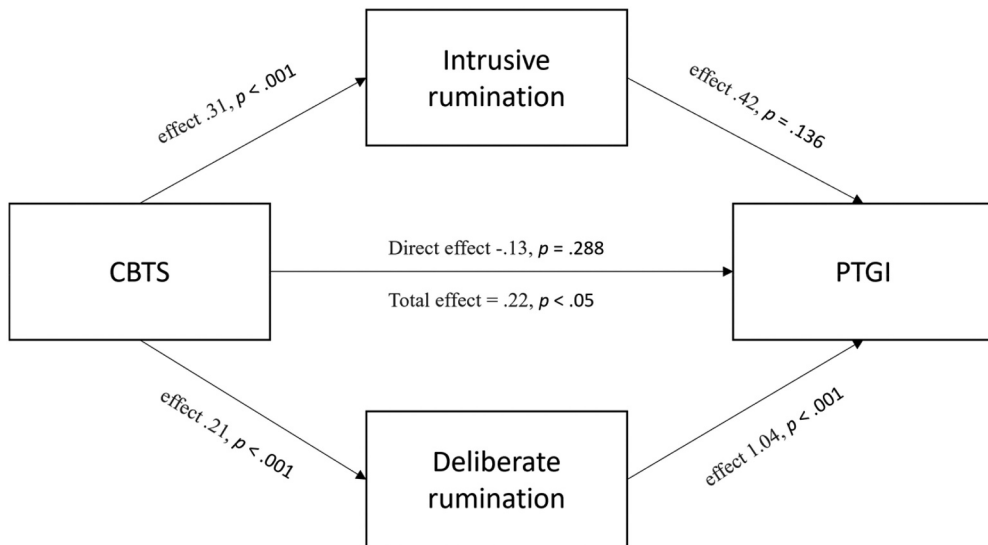 Intrusive
rumination
effect .31, p < .001
effect .42, p = .136
CBTS
Direct effect -.13, p = .288
Total effect = .22, p < .05
PTGI
effect .21, p < .001
Deliberate
rumination
effect 1.04, p < .001